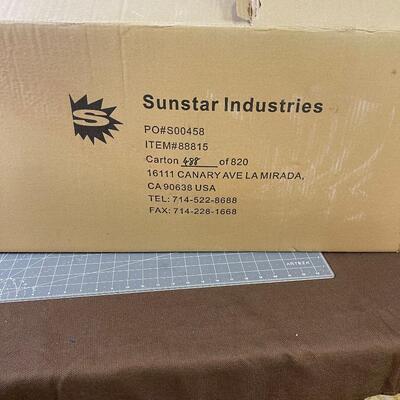 S
Sunstar Industries
PO#S00458
ITEM#88815
Carton 488 of 820
16111 CANARY AVE LA MIRADA,
CA 90638 USA
TEL: 714-522-8688
FAX: 714-228-1668
ARTEZA